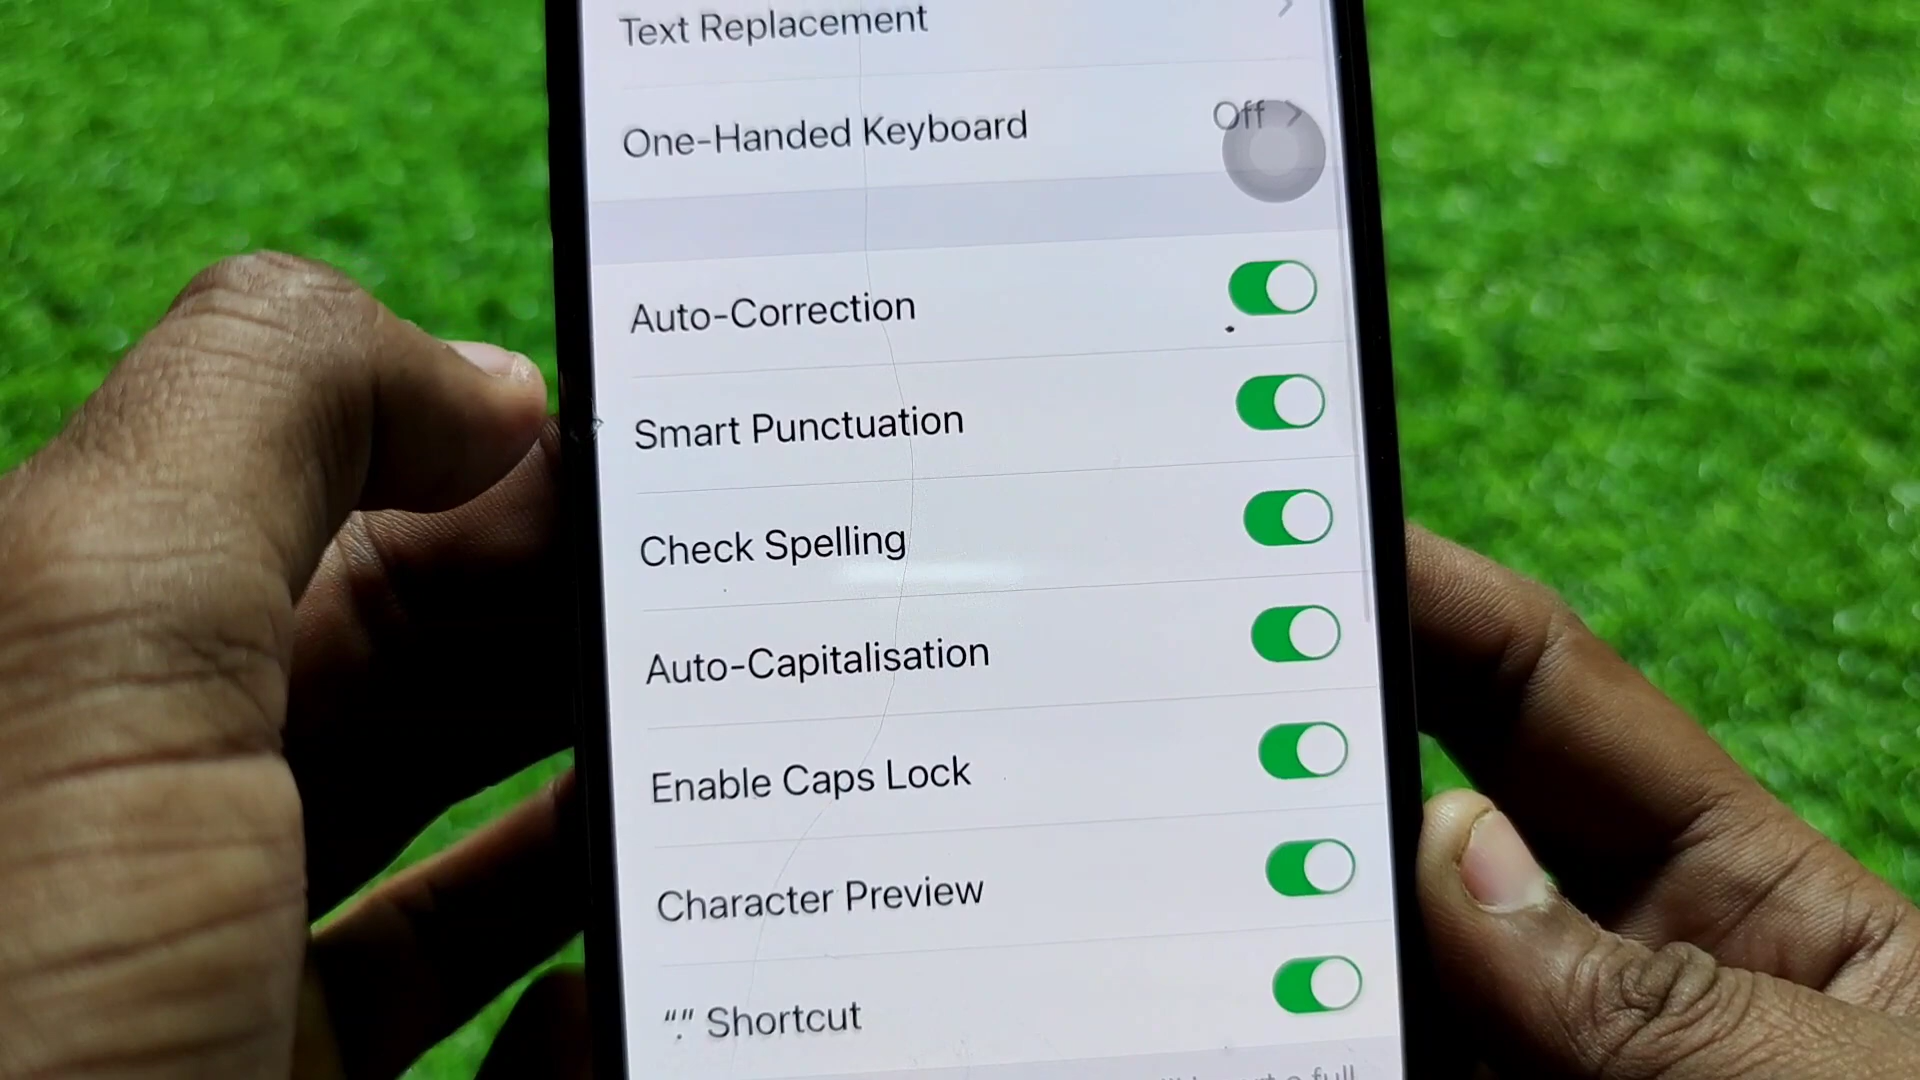 Text Replacement
One-Handed Keyboard Off
Auto-Correction
Smart Punctuation
Check Spelling
Auto-Capitalisation
Enable Caps Lock
Character Preview
“.” Shortcut
a full